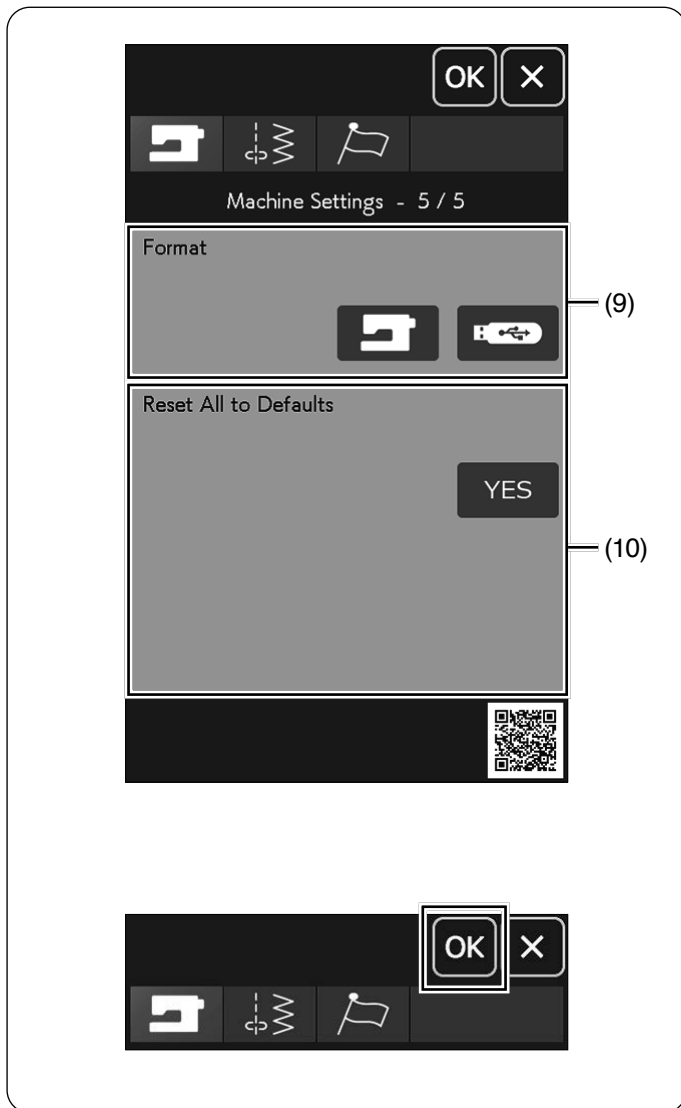 OK
Machine Settings - 5 / 5
Format
(9)
Reset All to Defaults
YES
(10)
OK